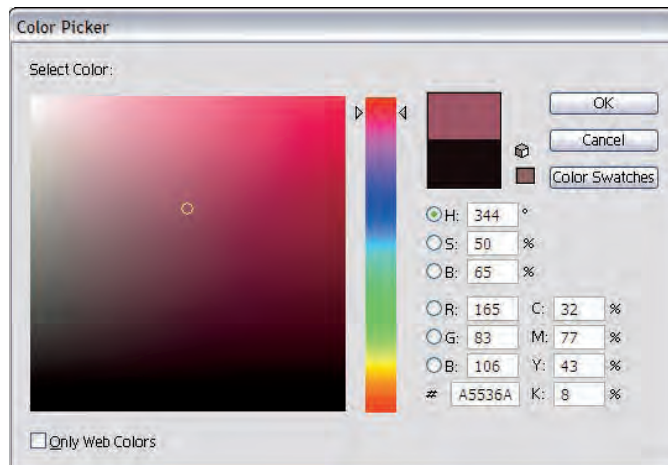 Color Picker
Select Color:
OK
Cancel
Color Swatches
H: 344 °
S: 50 %
B: 65 %
R: 165 C: 32 %
G: 83 M: 77 %
B: 106 Y: 43 %
# A5536A K: 8 %
Only Web Colors